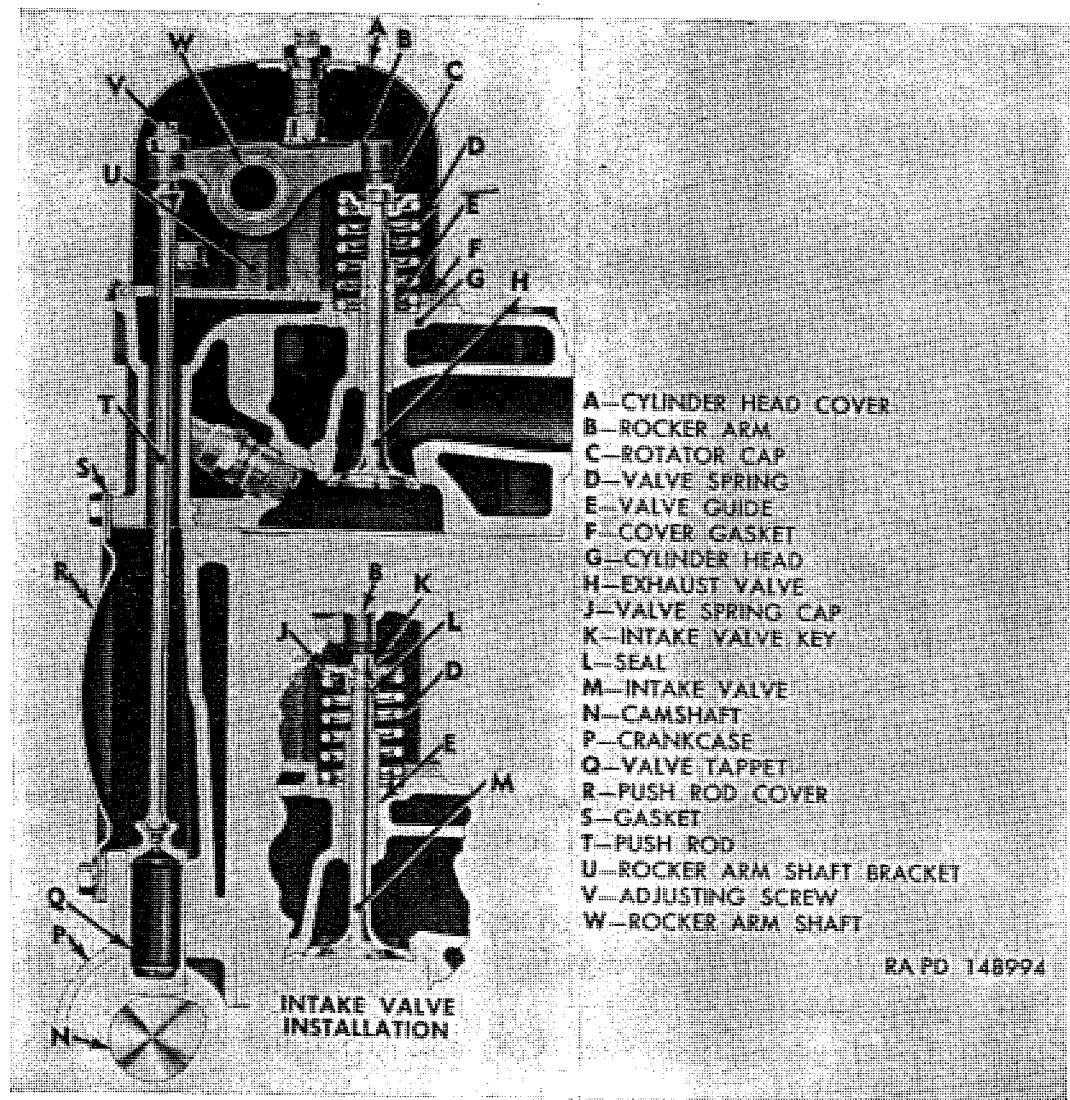 W
A
B
C
V
D
U
E
F
G
H
T
S
R
B
K
J
L
D
E
M
Q
P
N
INTAKE VALVE
INSTALLATION
A—CYLINDER HEAD COVER
B—ROCKER ARM
C—ROTATOR CAP
D—VALVE SPRING
E—VALVE GUIDE
F—COVER GASKET
G—CYLINDER HEAD
H—EXHAUST VALVE
J—VALVE SPRING CAP
K—INTAKE VALVE KEY
L—SEAL
M—INTAKE VALVE
N—CAMSHAFT
P—CRANKCASE
Q—VALVE TAPPET
R—PUSH ROD COVER
S—GASKET
T—PUSH ROD
U—ROCKER ARM SHAFT BRACKET
V—ADJUSTING SCREW
W—ROCKER ARM SHAFT
RA PD 148994